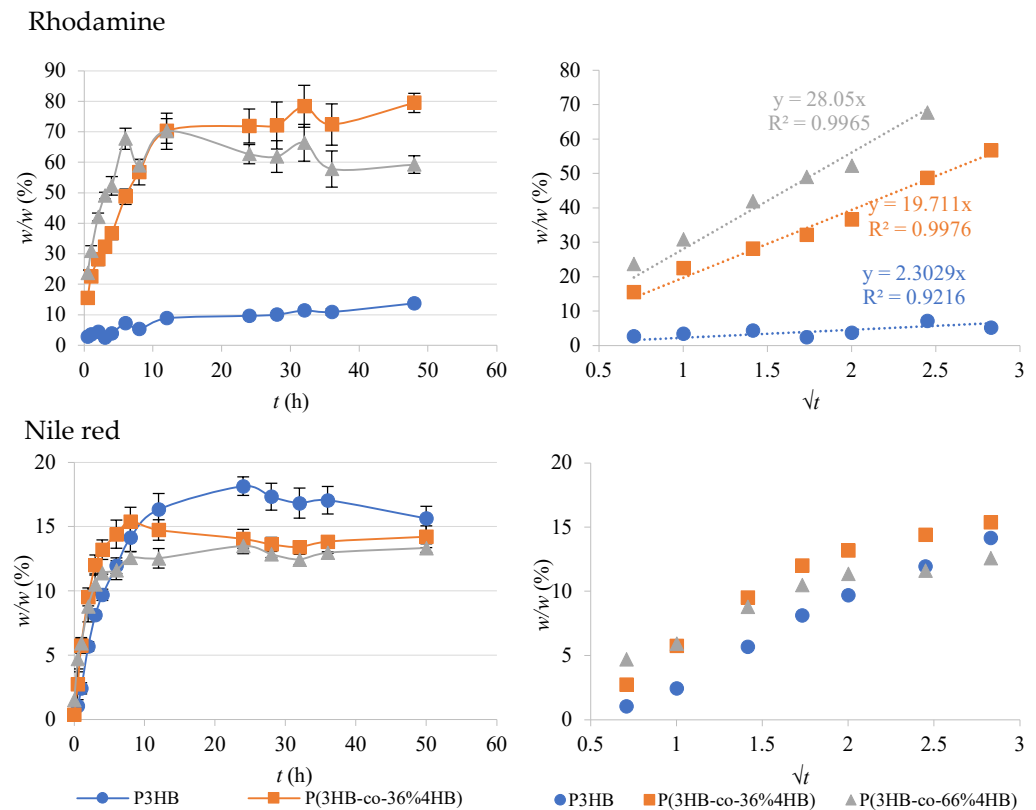 Rhodamine
90
80
70
60
50
40
30
20
10
0
w/w (%)
0 10 20 30 40 50 60
t (h)
80
70
60
50
40
30
20
10
0
w/w (%)
y = 28.05x
R² = 0.9965
y = 19.711x
R² = 0.9976
y = 2.3029x
R² = 0.9216
0.5 1 1.5 2 2.5 3
√t
Nile red
20
15
10
5
0
w/w (%)
0 10 20 30 40 50 60
t (h)
20
15
10
5
0
w/w (%)
0.5 1 1.5 2 2.5 3
√t
P3HB P(3HB-co-36%4HB)
P3HB P(3HB-co-36%4HB) P(3HB-co-66%4HB)